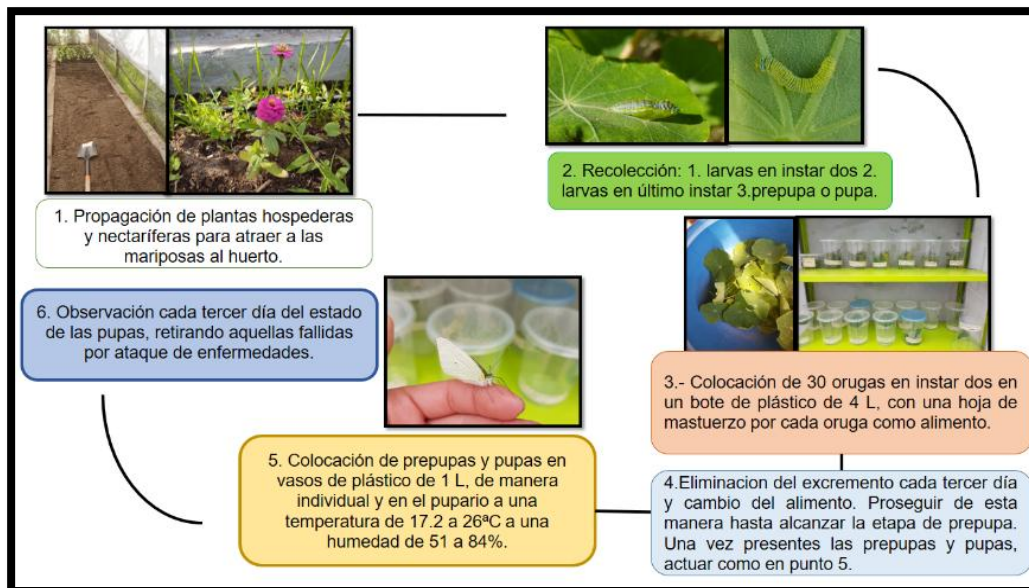 1. Propagación de plantas hospederas
y nectaríferas para atraer a las
mariposas al huerto.
2. Recolección: 1. larvas en instar dos 2.
larvas en último instar 3.prepupa o pupa.
3.- Colocación de 30 orugas en instar dos en
un bote de plástico de 4 L, con una hoja de
mastuerzo por cada oruga como alimento.
4.Eliminacion del excremento cada tercer día
y cambio del alimento. Proseguir de esta
manera hasta alcanzar la etapa de prepupa.
Una vez presentes las prepupas y pupas,
actuar como en punto 5.
5. Colocación de prepupas y pupas en
vasos de plástico de 1 L, de manera
individual y en el pupario a una
temperatura de 17.2 a 26ªC a una
humedad de 51 a 84%.
6. Observación cada tercer día del estado
de las pupas, retirando aquellas fallidas
por ataque de enfermedades.